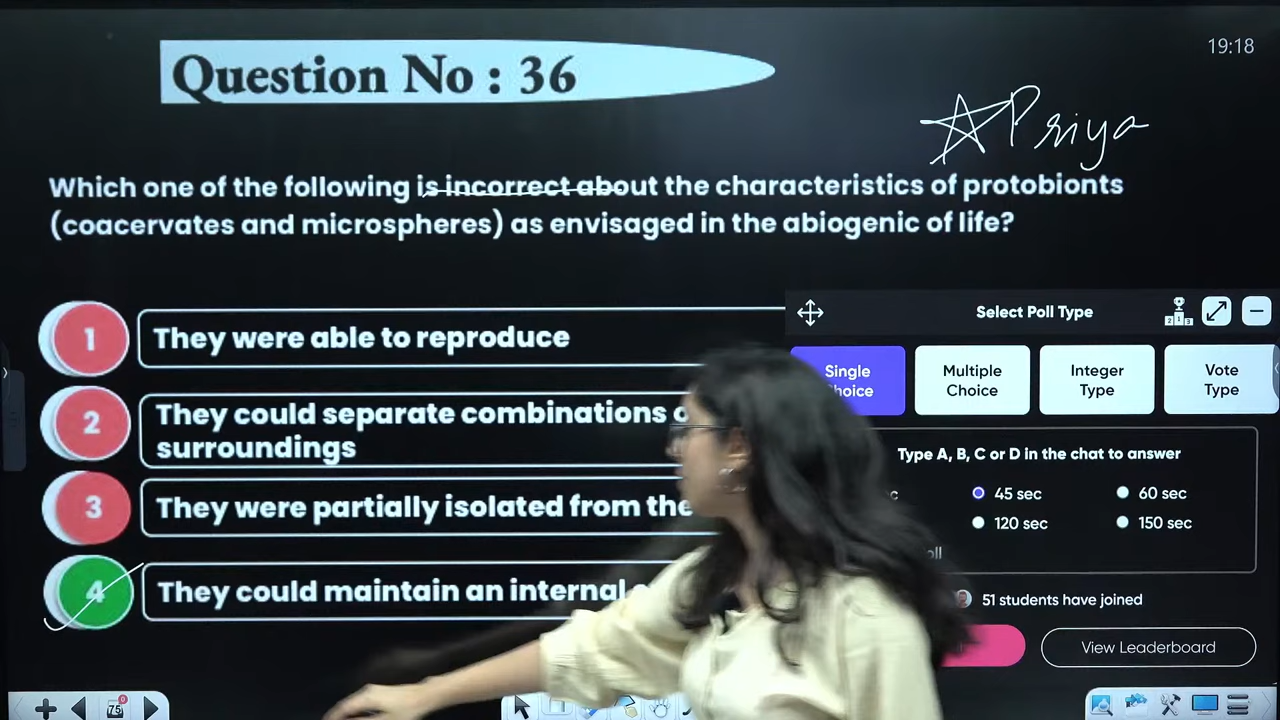 19:18
Question No : 36
Priya
Which one of the following is incorrect about the characteristics of protobionts
(coacervates and microspheres) as envisaged in the abiogenic of life?
1 They were able to reproduce
2 They could separate combinations
surroundings
3 They were partially isolated from the
4 They could maintain an internal
Select Poll Type
Single
Choice
Multiple
Choice
Integer
Type
Vote
Type
Type A, B, C or D in the chat to answer
45 sec
60 sec
120 sec
150 sec
51 students have joined
View Leaderboard
75